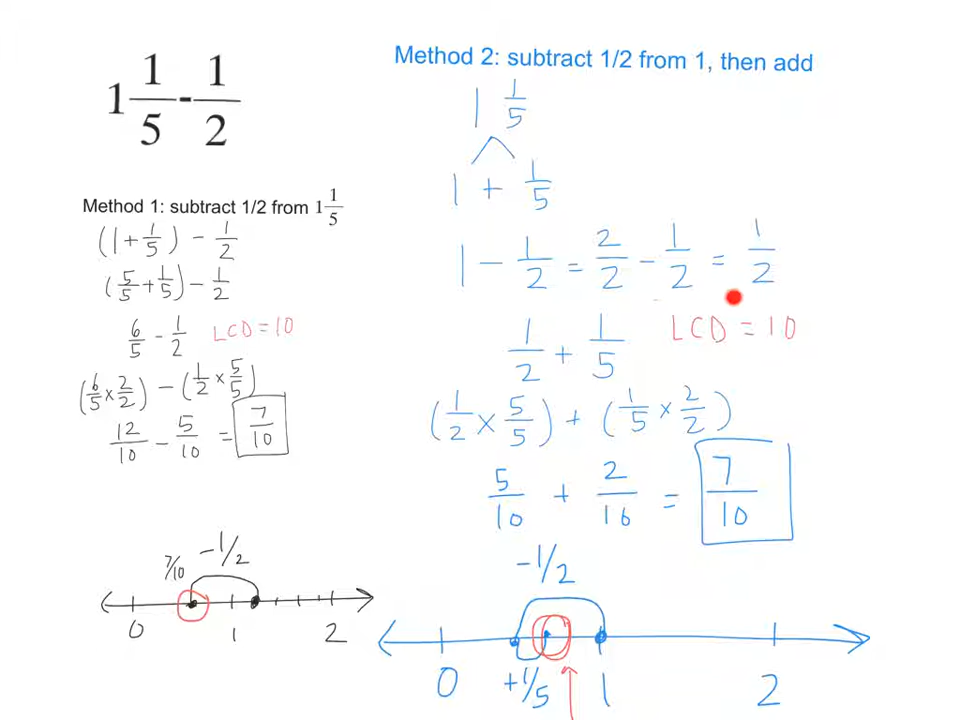 1 1/5 - 1/2
Method 1: subtract 1/2 from 1 1/5
(1 + 1/5) - 1/2
(5/5 + 1/5) - 1/2
6/5 - 1/2 LCD = 10
(6/5 × 2/2) - (1/2 × 5/5)
12/10 - 5/10 = 7/10
7/10 -1/2
0 1 2
Method 2: subtract 1/2 from 1, then add
1 1/5
1 + 1/5
1 - 1/2 = 2/2 - 1/2 = 1/2
LCD = 10
1/2 + 1/5
(1/2 × 5/5) + (1/5 × 2/2)
5/10 + 2/10 = 7/10
-1/2
0 +1/5 1 2